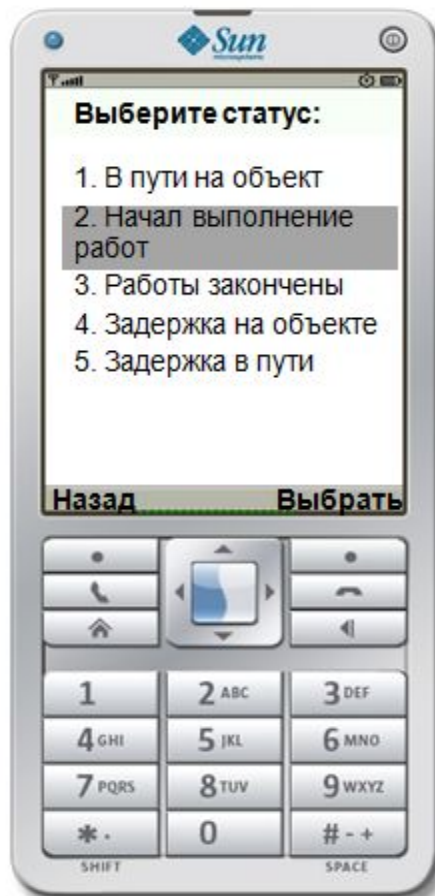 Sun
microsystems
Выберите статус:
1. В пути на объект
2. Начал выполнение
работ
3. Работы закончены
4. Задержка на объекте
5. Задержка в пути
Назад Выбрать
1 2 ABC 3 DEF
4 GHI 5 JKL 6 MNO
7 PQRS 8 TUV 9 WXYZ
* . 0 # - +
SHIFT SPACE